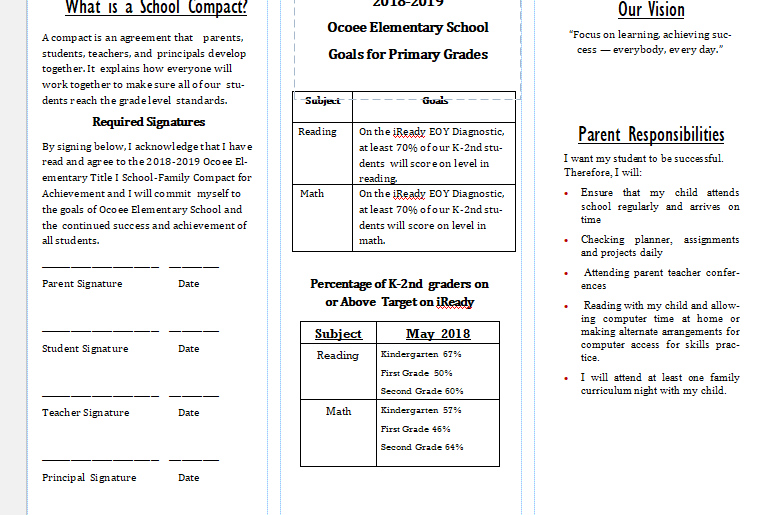 What is a School Compact?
A compact is an agreement that parents,
students, teachers, and principals develop
together. It explains how everyone will
work together to make sure all of our stu-
dents reach the grade level standards.
Required Signatures
By signing below, I acknowledge that I have
read and agree to the 2018-2019 Ocoee El-
ementary Title I School-Family Compact for
Achievement and I will commit myself to
the goals of Ocoee Elementary School and
the continued success and achievement of
all students.
Parent Signature Date
Student Signature Date
Teacher Signature Date
Principal Signature Date
2018-2019
Ocoee Elementary School
Goals for Primary Grades
Subject Goals
Reading On the iReady EOY Diagnostic,
at least 70% of our K-2nd stu-
dents will score on level in
reading.
Math On the iReady EOY Diagnostic,
at least 70% of our K-2nd stu-
dents will score on level in
math.
Percentage of K-2nd graders on
or Above Target on iReady
Subject May 2018
Reading Kindergarten 67%
First Grade 50%
Second Grade 60%
Math Kindergarten 57%
First Grade 46%
Second Grade 64%
Our Vision
"Focus on learning, achieving suc-
cess — everybody, every day."
Parent Responsibilities
I want my student to be successful.
Therefore, I will:
• Ensure that my child attends
school regularly and arrives on
time
• Checking planner, assignments
and projects daily
• Attending parent teacher confer-
ences
• Reading with my child and allow-
ing computer time at home or
making alternate arrangements for
computer access for skills prac-
tice.
• I will attend at least one family
curriculum night with my child.